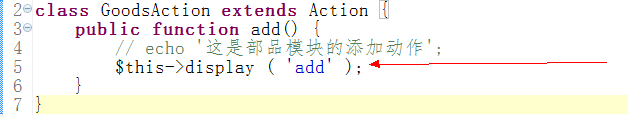 2 class GoodsAction extends Action {
3 public function add() {
4 // echo '这是部品模块的添加动作';
5 $this->display ( 'add' );
6 }
7 }